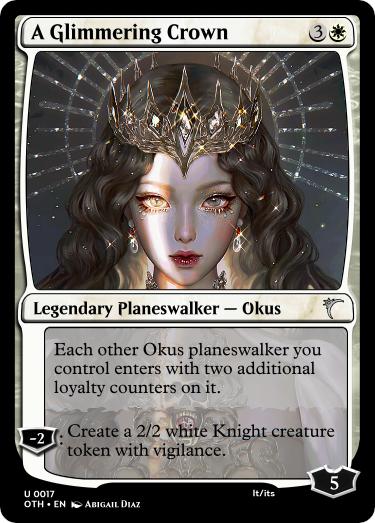 A Glimmering Crown 3
Legendary Planeswalker — Okus
Each other Okus planeswalker you
control enters with two additional
loyalty counters on it.
-2 : Create a 2/2 white Knight creature
token with vigilance.
5
U 0017 It/its
OTH • EN Abigail Diaz